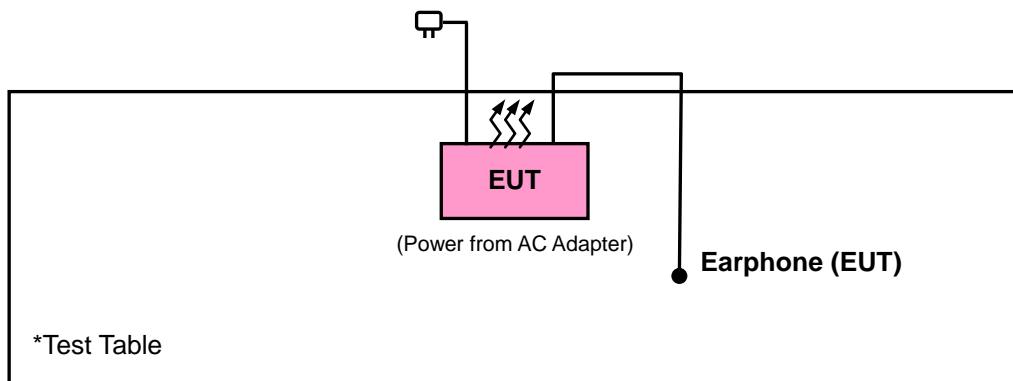 EUT
(Power from AC Adapter)
Earphone (EUT)
*Test Table